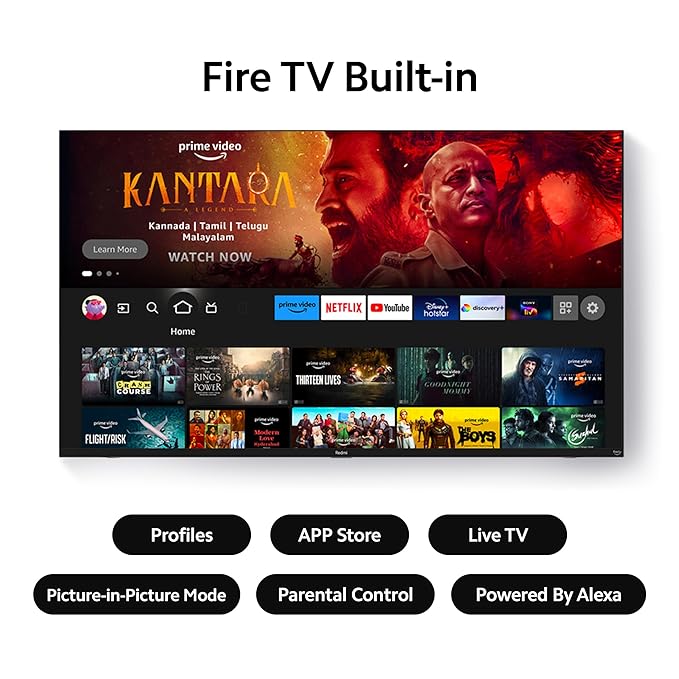 Fire TV Built-in
prime video
KANTARA
A LEGEND
Kannada | Tamil | Telugu
Malayalam
Learn More
WATCH NOW
prime video
NETFLIX
YouTube
Disney+
hotstar
discovery+
SONY
liv
Home
prime video
CRASH
COURSE
prime video
RINGS
POWER
prime video
THIRTEEN LIVES
prime video
GOODNIGHT
MOMMY
prime video
SAMARITAN
prime video
FLIGHT/RISK
prime video
prime video
Modern
Love
Hyderabad
prime video
prime video
THE
BOYS
prime video
Redmi
Profiles
APP Store
Live TV
Picture-in-Picture Mode
Parental Control
Powered By Alexa